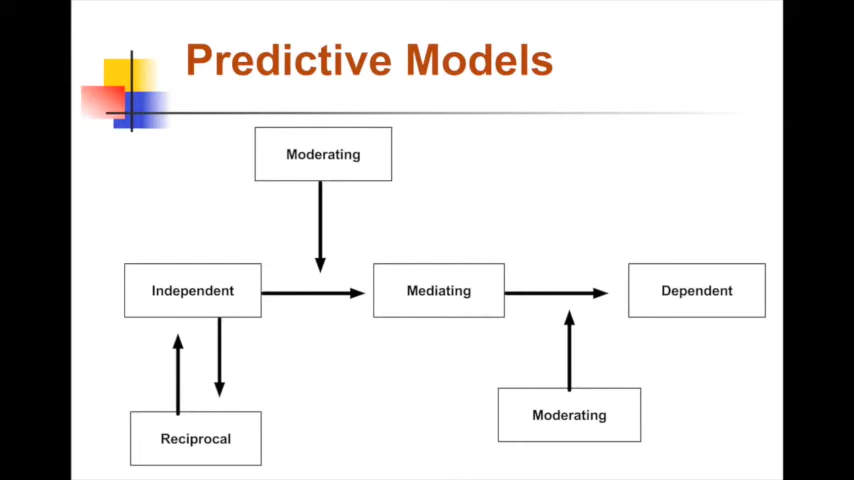 Predictive Models
Moderating
Independent
Mediating
Dependent
Moderating
Reciprocal